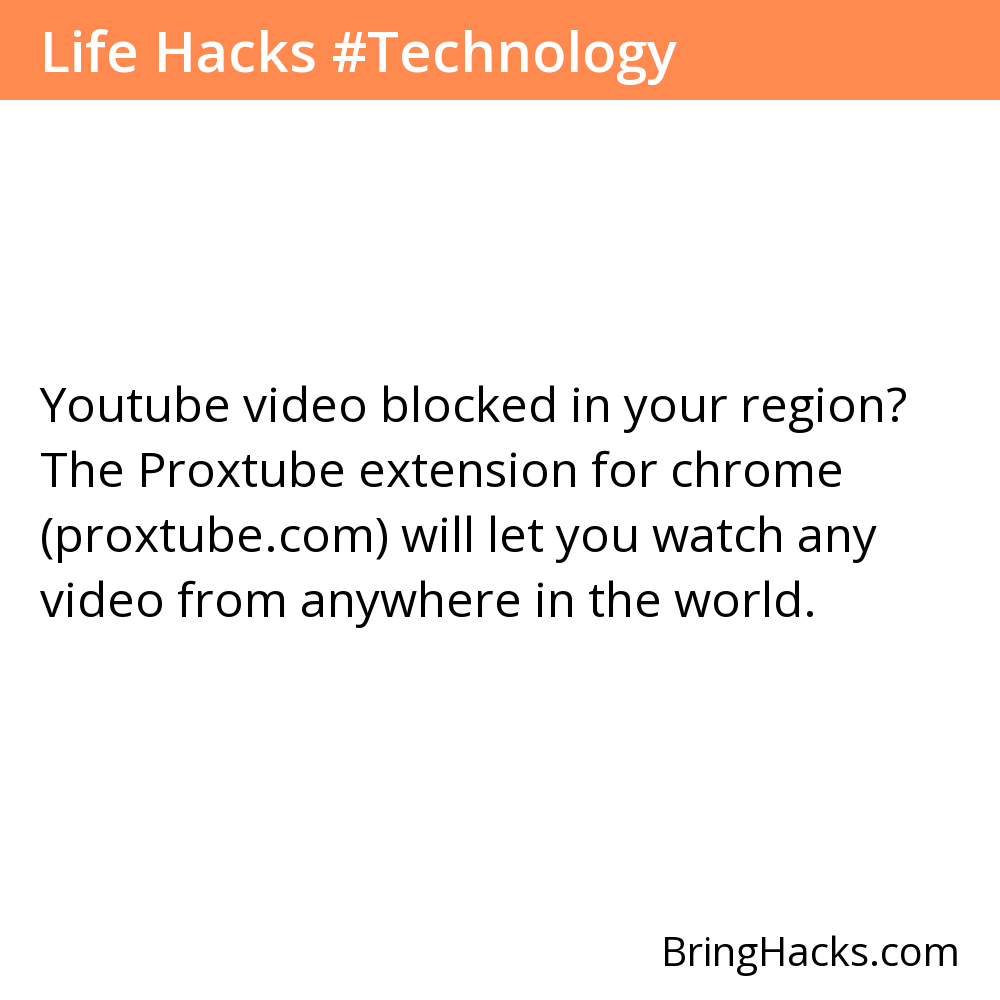 Life Hacks #Technology
Youtube video blocked in your region?
The Proxtube extension for chrome
(proxtube.com) will let you watch any
video from anywhere in the world.
BringHacks.com